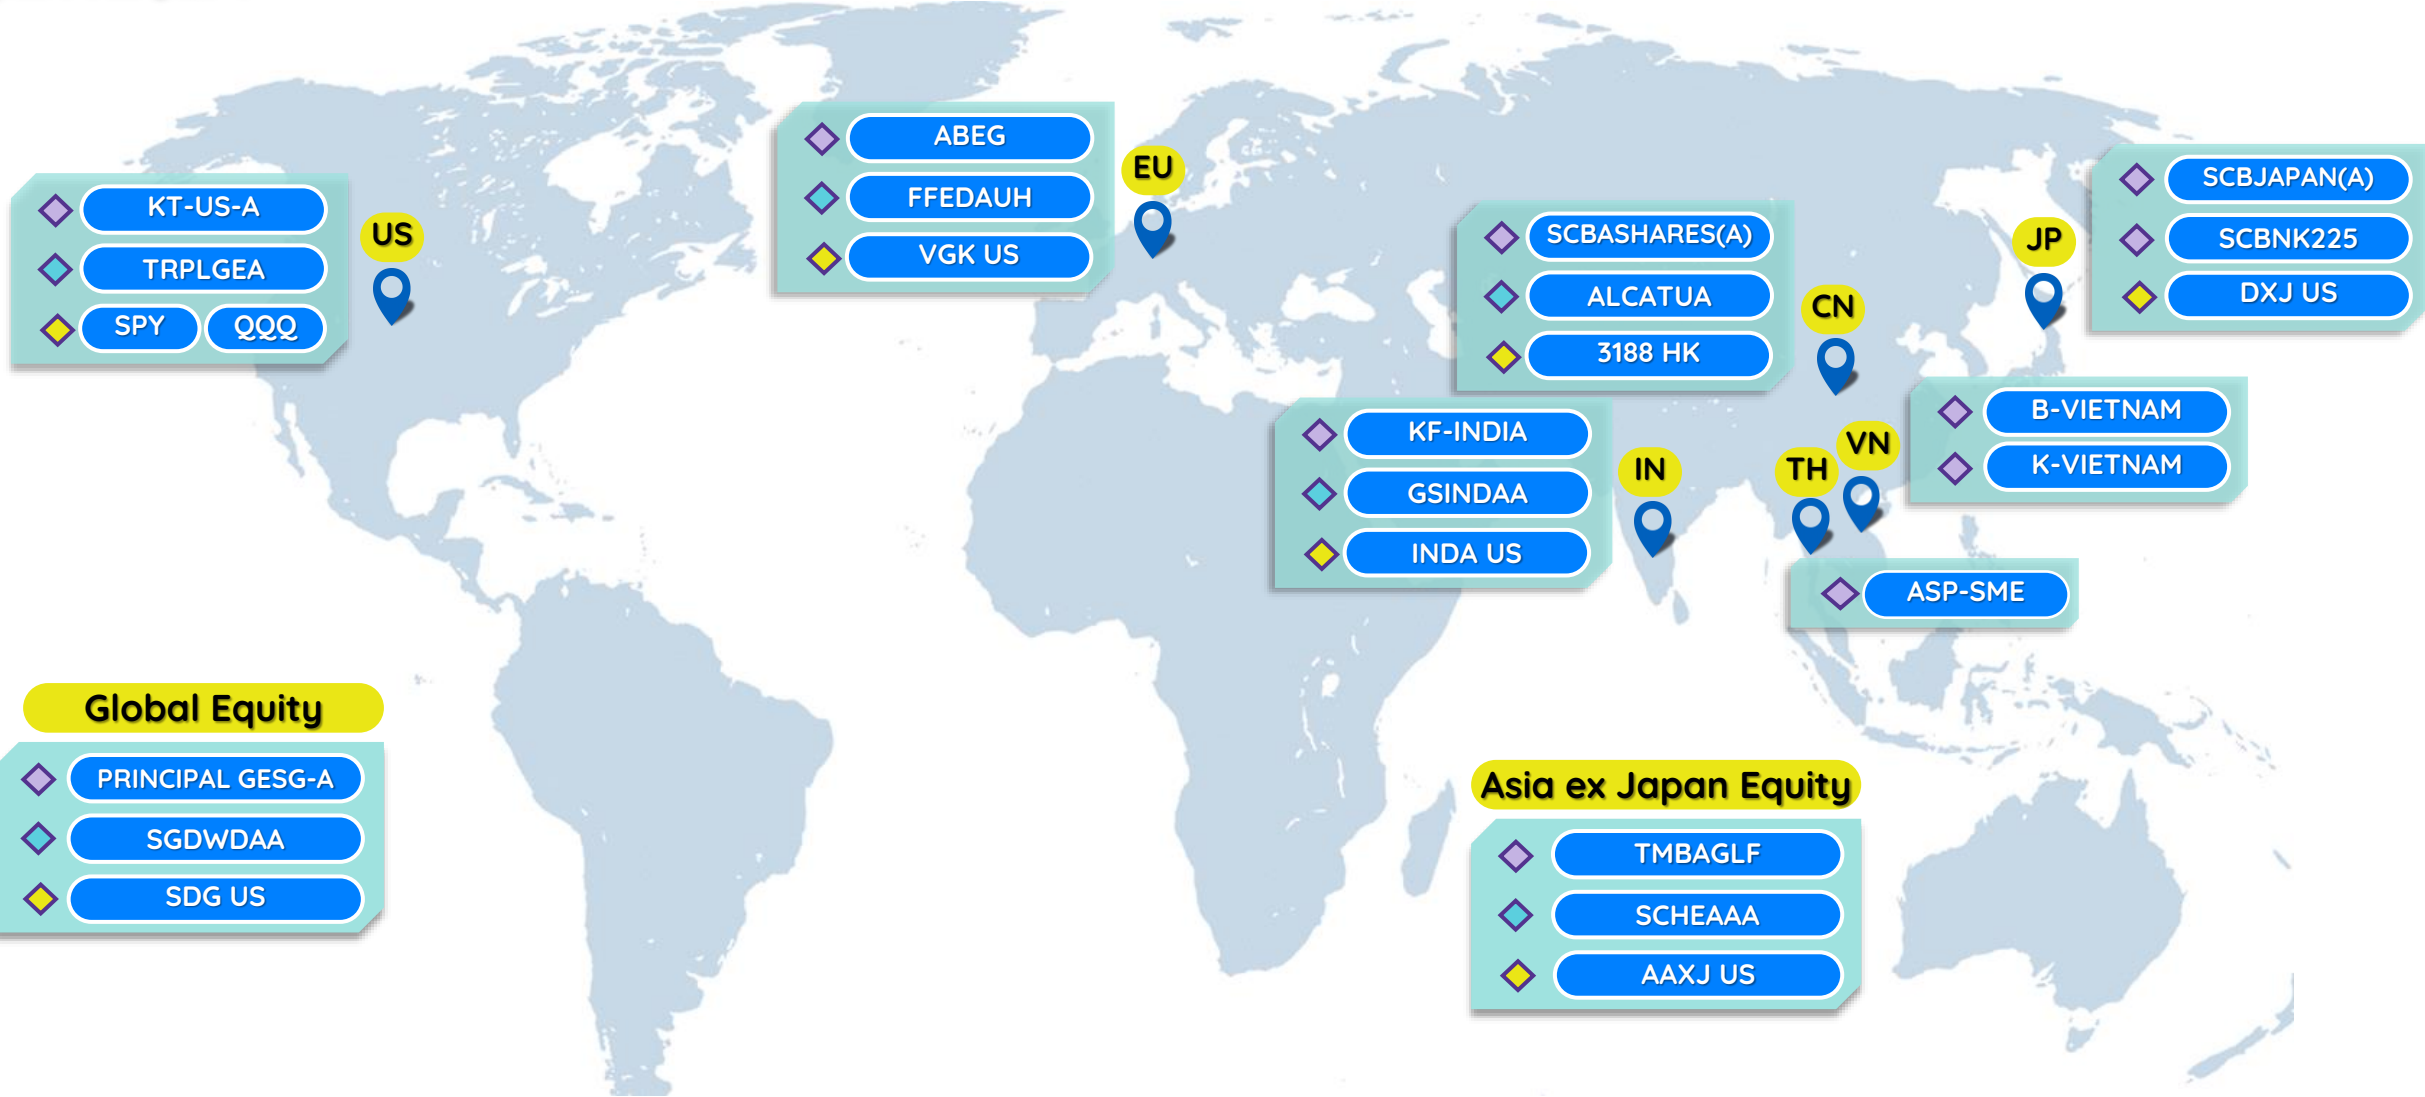 US
KT-US-A
TRPLGEA
SPY QQQ
EU
ABEG
FFEDAUH
VGK US
CN
SCBASHARES(A)
ALCATUA
3188 HK
JP
SCBJAPAN(A)
SCBNK225
DXJ US
IN
KF-INDIA
GSINDAA
INDA US
VN
B-VIETNAM
K-VIETNAM
TH
ASP-SME
Global Equity
PRINCIPAL GESG-A
SGDWDAA
SDG US
Asia ex Japan Equity
TMBAGLF
SCHEAAA
AAXJ US